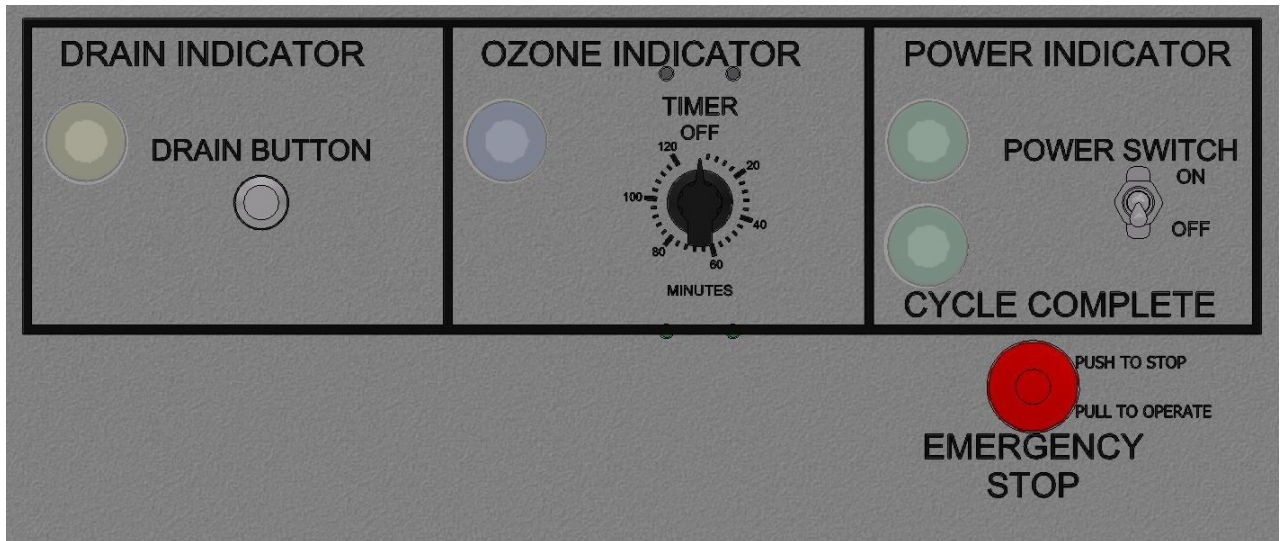 DRAIN INDICATOR
DRAIN BUTTON
OZONE INDICATOR
TIMER
OFF
120
20
100
40
80
60
MINUTES
POWER INDICATOR
POWER SWITCH
ON
OFF
CYCLE COMPLETE
PUSH TO STOP
PULL TO OPERATE
EMERGENCY
STOP